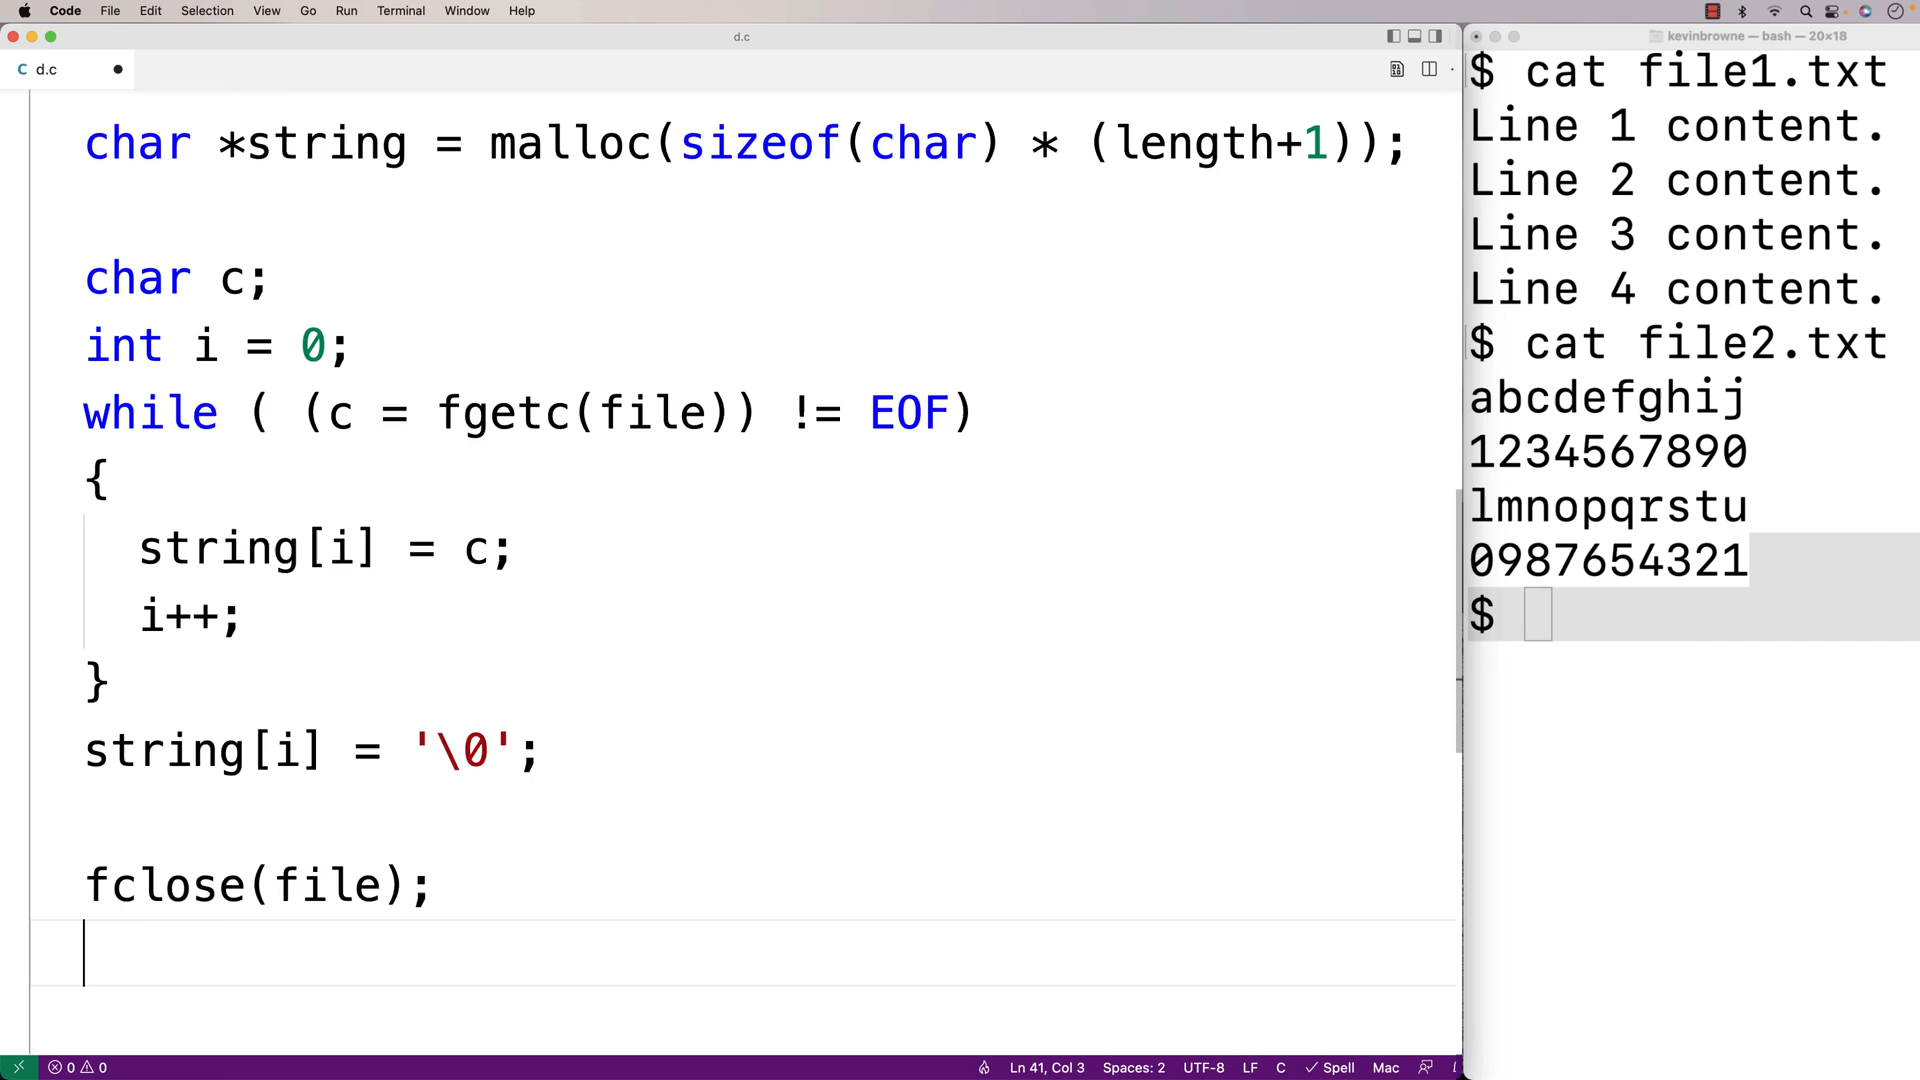 Code File Edit Selection View Go Run Terminal Window Help
d.c
C d.c
char *string = malloc(sizeof(char) * (length+1));
char c;
int i = 0;
while ( (c = fgetc(file)) != EOF)
{
string[i] = c;
i++;
}
string[i] = '\0';
fclose(file);
0 0 Ln 41, Col 3 Spaces: 2 UTF-8 LF C Spell Mac
kevinbrowne — bash — 20×18
$ cat file1.txt
Line 1 content.
Line 2 content.
Line 3 content.
Line 4 content.
$ cat file2.txt
abcdefghij
1234567890
lmnopqrstu
0987654321
$